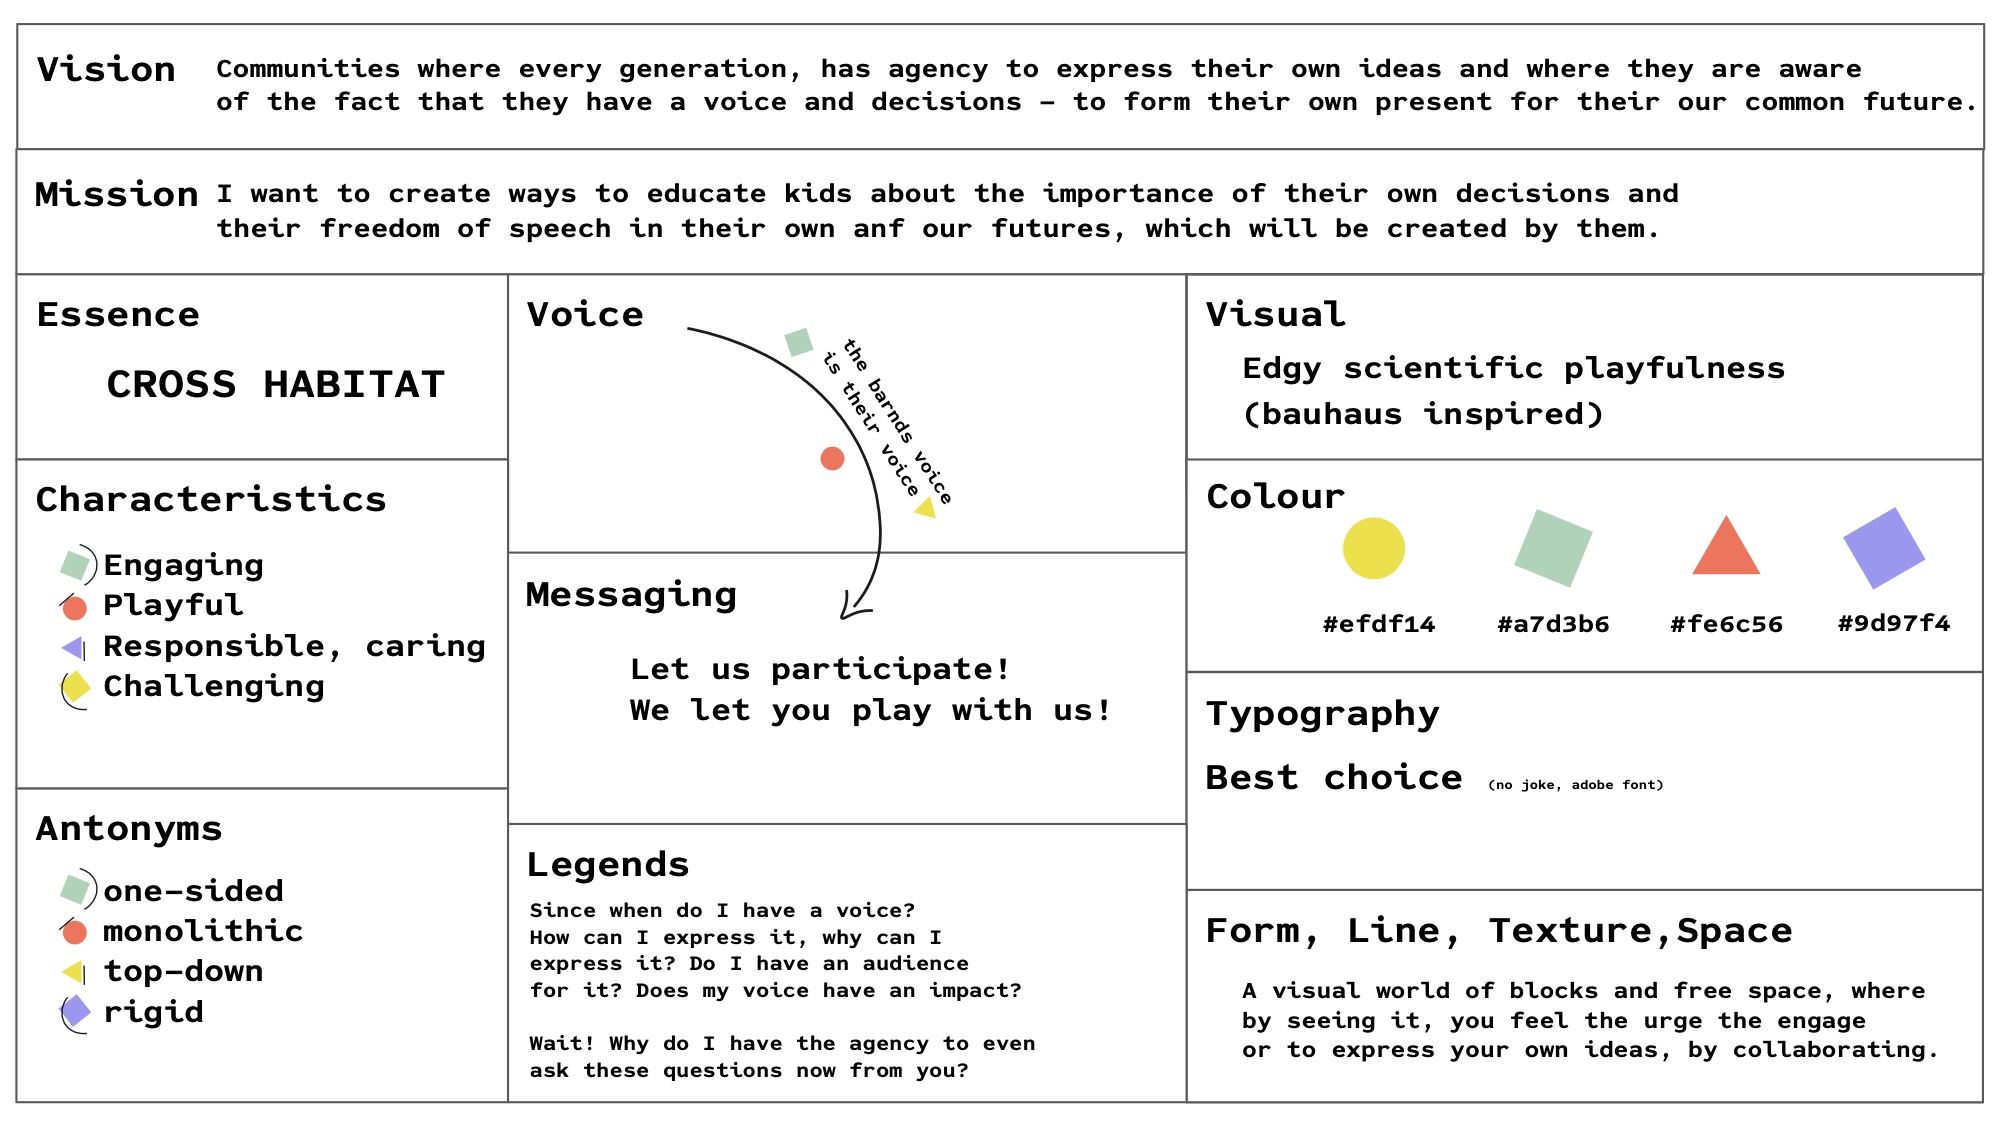 Vision
Communities where every generation, has agency to express their own ideas and where they are aware
of the fact that they have a voice and decisions – to form their own present for their our common future.
Mission
I want to create ways to educate kids about the importance of their own decisions and
their freedom of speech in their own anf our futures, which will be created by them.
Essence
CROSS HABITAT
Characteristics
Engaging
Playful
Responsible, caring
Challenging
Antonyms
one-sided
monolithic
top-down
rigid
Voice
the barnds voice
is their voice
Messaging
Let us participate!
We let you play with us!
Legends
Since when do I have a voice?
How can I express it, why can I
express it? Do I have an audience
for it? Does my voice have an impact?
Wait! Why do I have the agency to even
ask these questions now from you?
Visual
Edgy scientific playfulness
(bauhaus inspired)
Colour
#efdf14 #a7d3b6 #fe6c56 #9d97f4
Typography
Best choice (no joke, adobe font)
Form, Line, Texture,Space
A visual world of blocks and free space, where
by seeing it, you feel the urge the engage
or to express your own ideas, by collaborating.